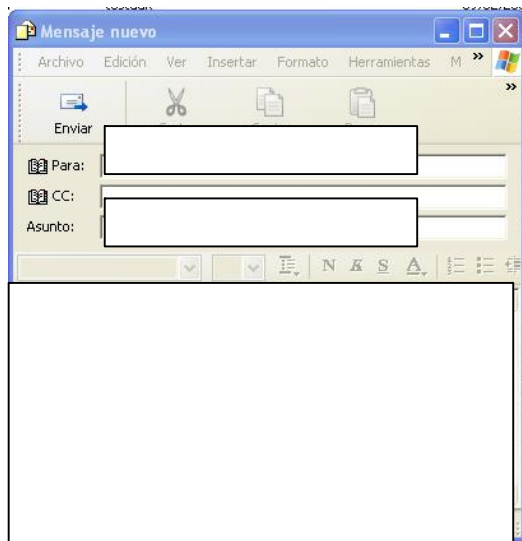 Mensaje nuevo
Archivo Edición Ver Insertar Formato Herramientas M »
»
Enviar
Para:
CC:
Asunto:
N K S A